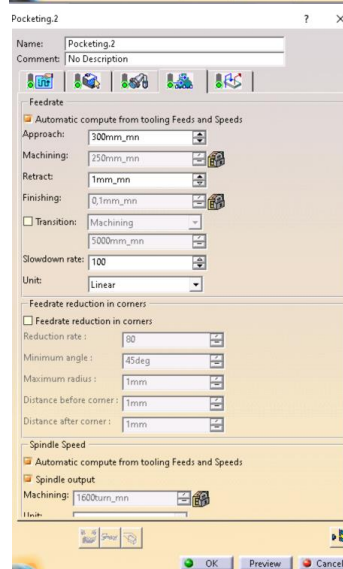 Pocketing.2 ? X
Name: Pocketing.2
Comment: No Description
Feedrate
Automatic compute from tooling Feeds and Speeds
Approach: 300mm_mn
Machining: 250mm_mn
Retract: 1mm_mn
Finishing: 0,1mm_mn
Transition: Machining
5000mm_mn
Slowdown rate: 100
Unit: Linear
Feedrate reduction in corners
Feedrate reduction in corners
Reduction rate : 80
Minimum angle : 45deg
Maximum radius : 1mm
Distance before corner : 1mm
Distance after corner : 1mm
Spindle Speed
Automatic compute from tooling Feeds and Speeds
Spindle output
Machining: 1600turn_mn
Unit:
OK Preview Cancel